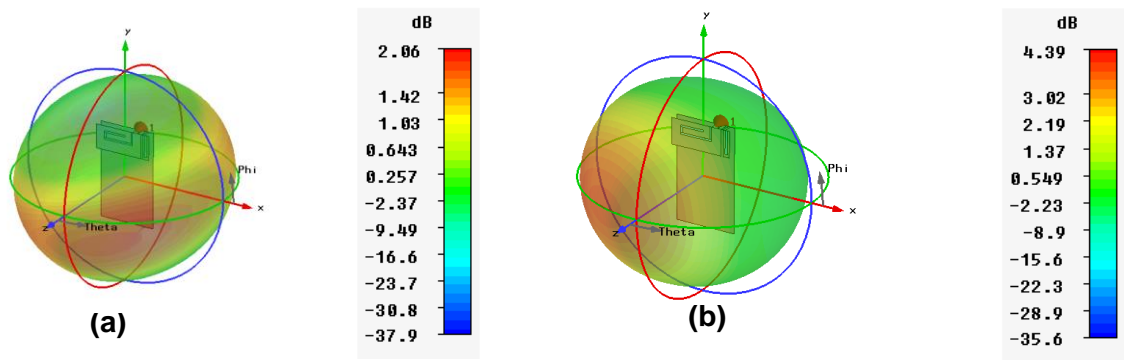 y
Phi
x
z
Theta
1
(a)
dB
2.06
1.42
1.03
0.643
0.257
-2.37
-9.49
-16.6
-23.7
-30.8
-37.9
y
Phi
x
z
Theta
1
(b)
dB
4.39
3.02
2.19
1.37
0.549
-2.23
-8.9
-15.6
-22.3
-28.9
-35.6